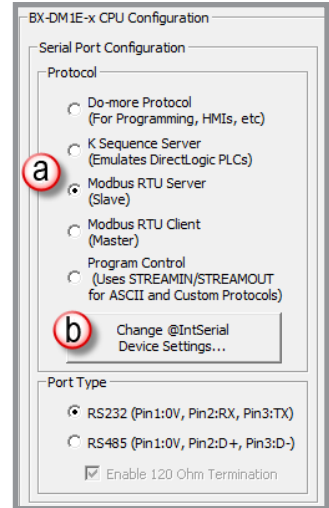 BX-DM1E-x CPU Configuration
Serial Port Configuration
Protocol
Do-more Protocol
(For Programming, HMIs, etc)
K Sequence Server
(Emulates DirectLogic PLCs)
a
Modbus RTU Server
(Slave)
Modbus RTU Client
(Master)
Program Control
(Uses STREAMIN/STREAMOUT
for ASCII and Custom Protocols)
b
Change @IntSerial
Device Settings...
Port Type
RS232 (Pin1:0V, Pin2:RX, Pin3:TX)
RS485 (Pin1:0V, Pin2:D+, Pin3:D-)
Enable 120 Ohm Termination